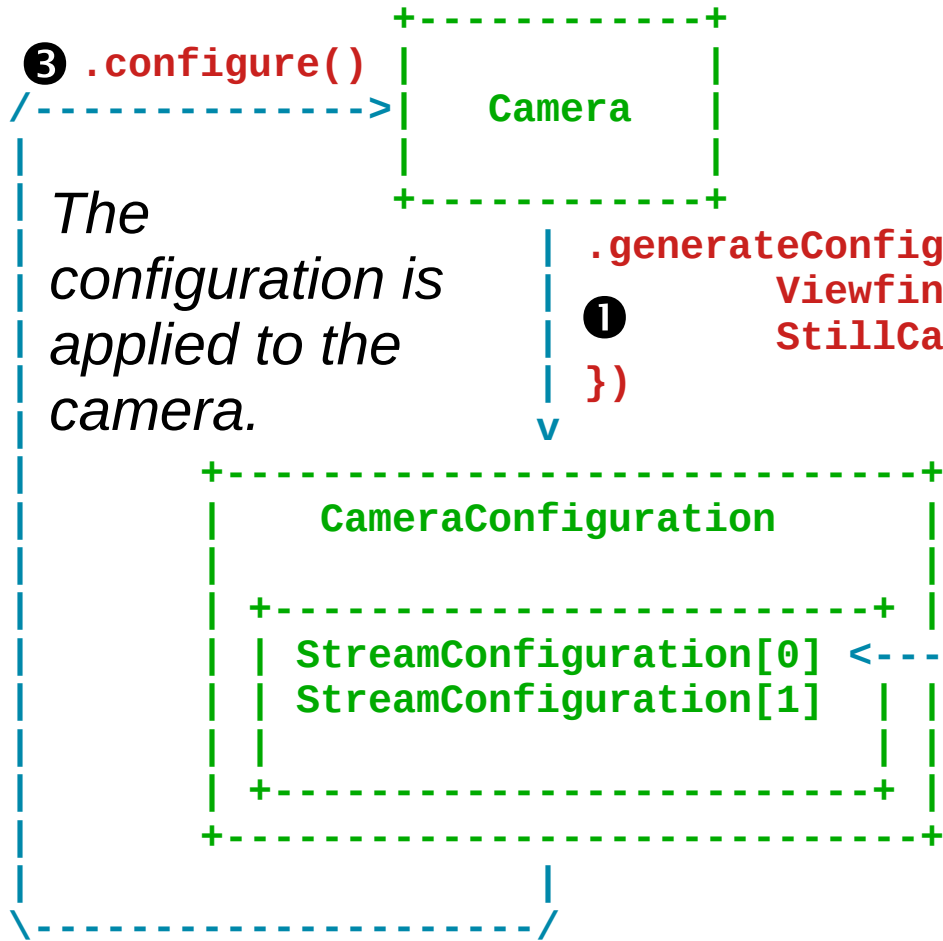 ❸ .configure()
Camera
The
configuration is
applied to the
camera.
.generateConfig
Viewfin
❶
StillCa
})
CameraConfiguration
StreamConfiguration[0] <---
StreamConfiguration[1]